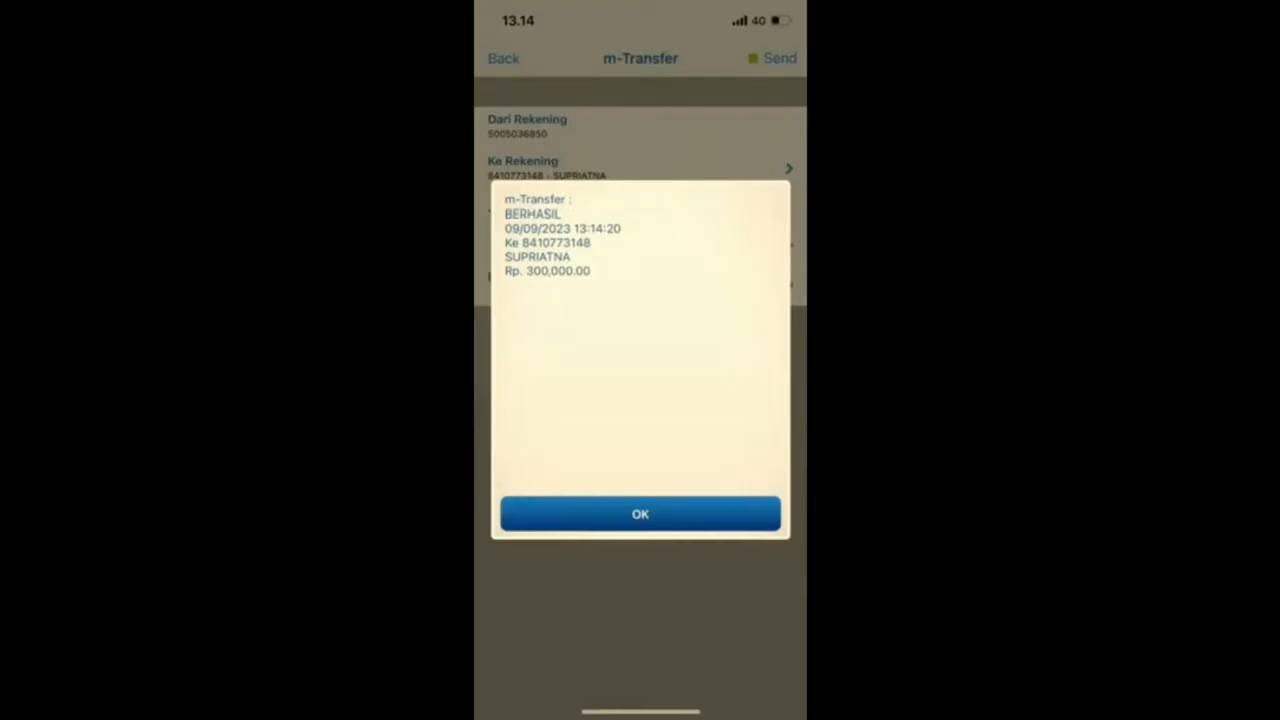 13.14
4G
Back
m-Transfer
Send
Dari Rekening
5005036850
Ke Rekening
8410773148 - SUPRIATNA
m-Transfer :
BERHASIL
09/09/2023 13:14:20
Ke 8410773148
SUPRIATNA
Rp. 300,000.00
OK